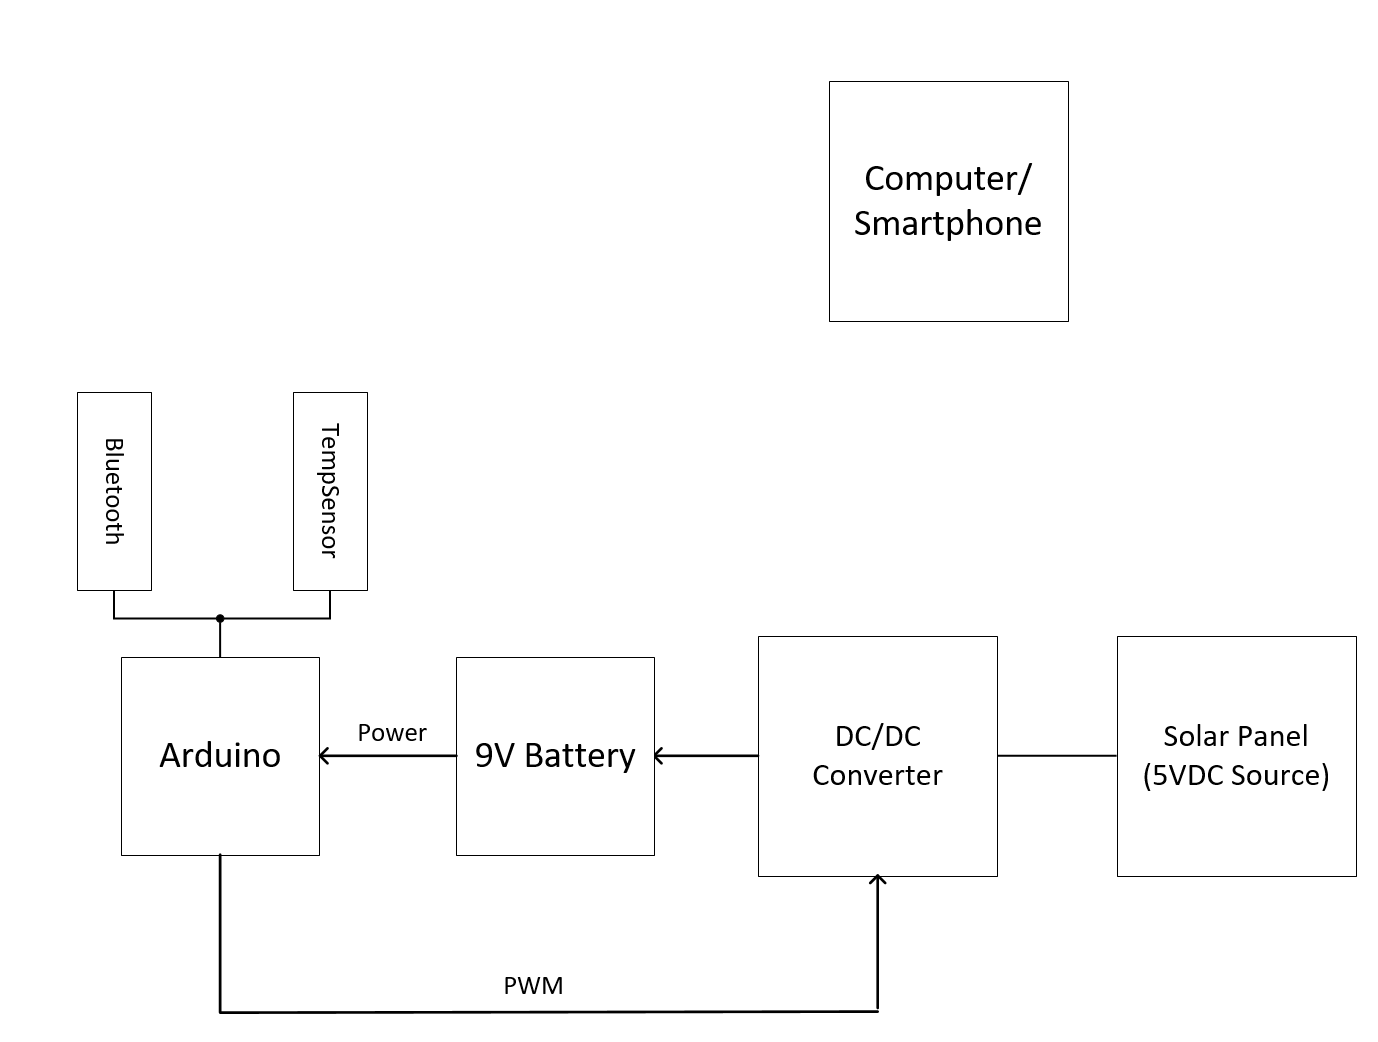 Computer/
Smartphone
Bluetooth
TempSensor
Arduino
Power
9V Battery
DC/DC
Converter
Solar Panel
(5VDC Source)
PWM